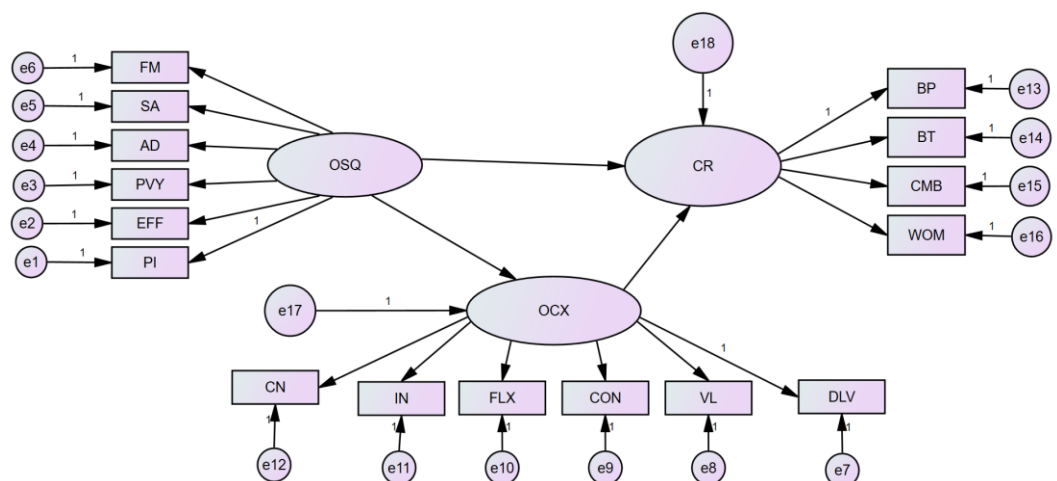 e18
e6 1 FM
e5 1 SA
e4 1 AD
e3 1 PVY
e2 1 EFF
e1 1 PI
1
OSQ
1
CR
1
BP 1 e13
BT 1 e14
CMB 1 e15
WOM 1 e16
e17 1 OCX
1
CN IN FLX CON VL DLV
1 1 1 1 1 1
e12 e11 e10 e9 e8 e7